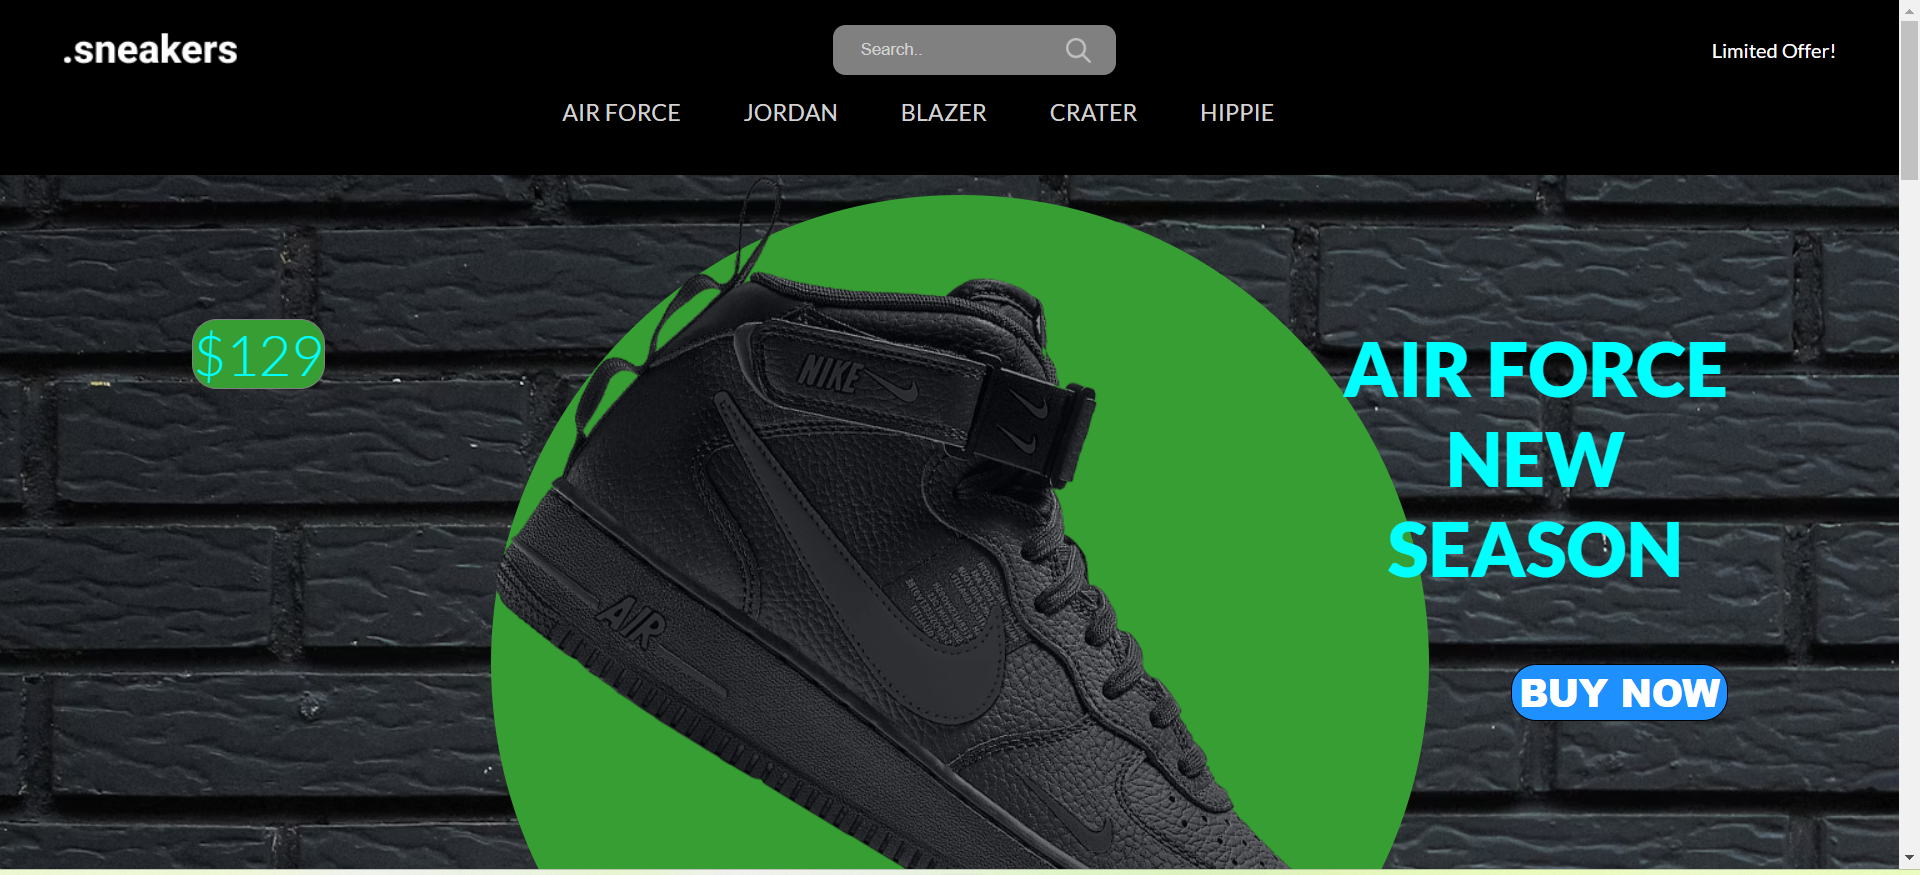 .sneakers
Search..
Limited Offer!
AIR FORCE
JORDAN
BLAZER
CRATER
HIPPIE
$129
NIKE
AIR FORCE
NEW
SEASON
AIR
BUY NOW